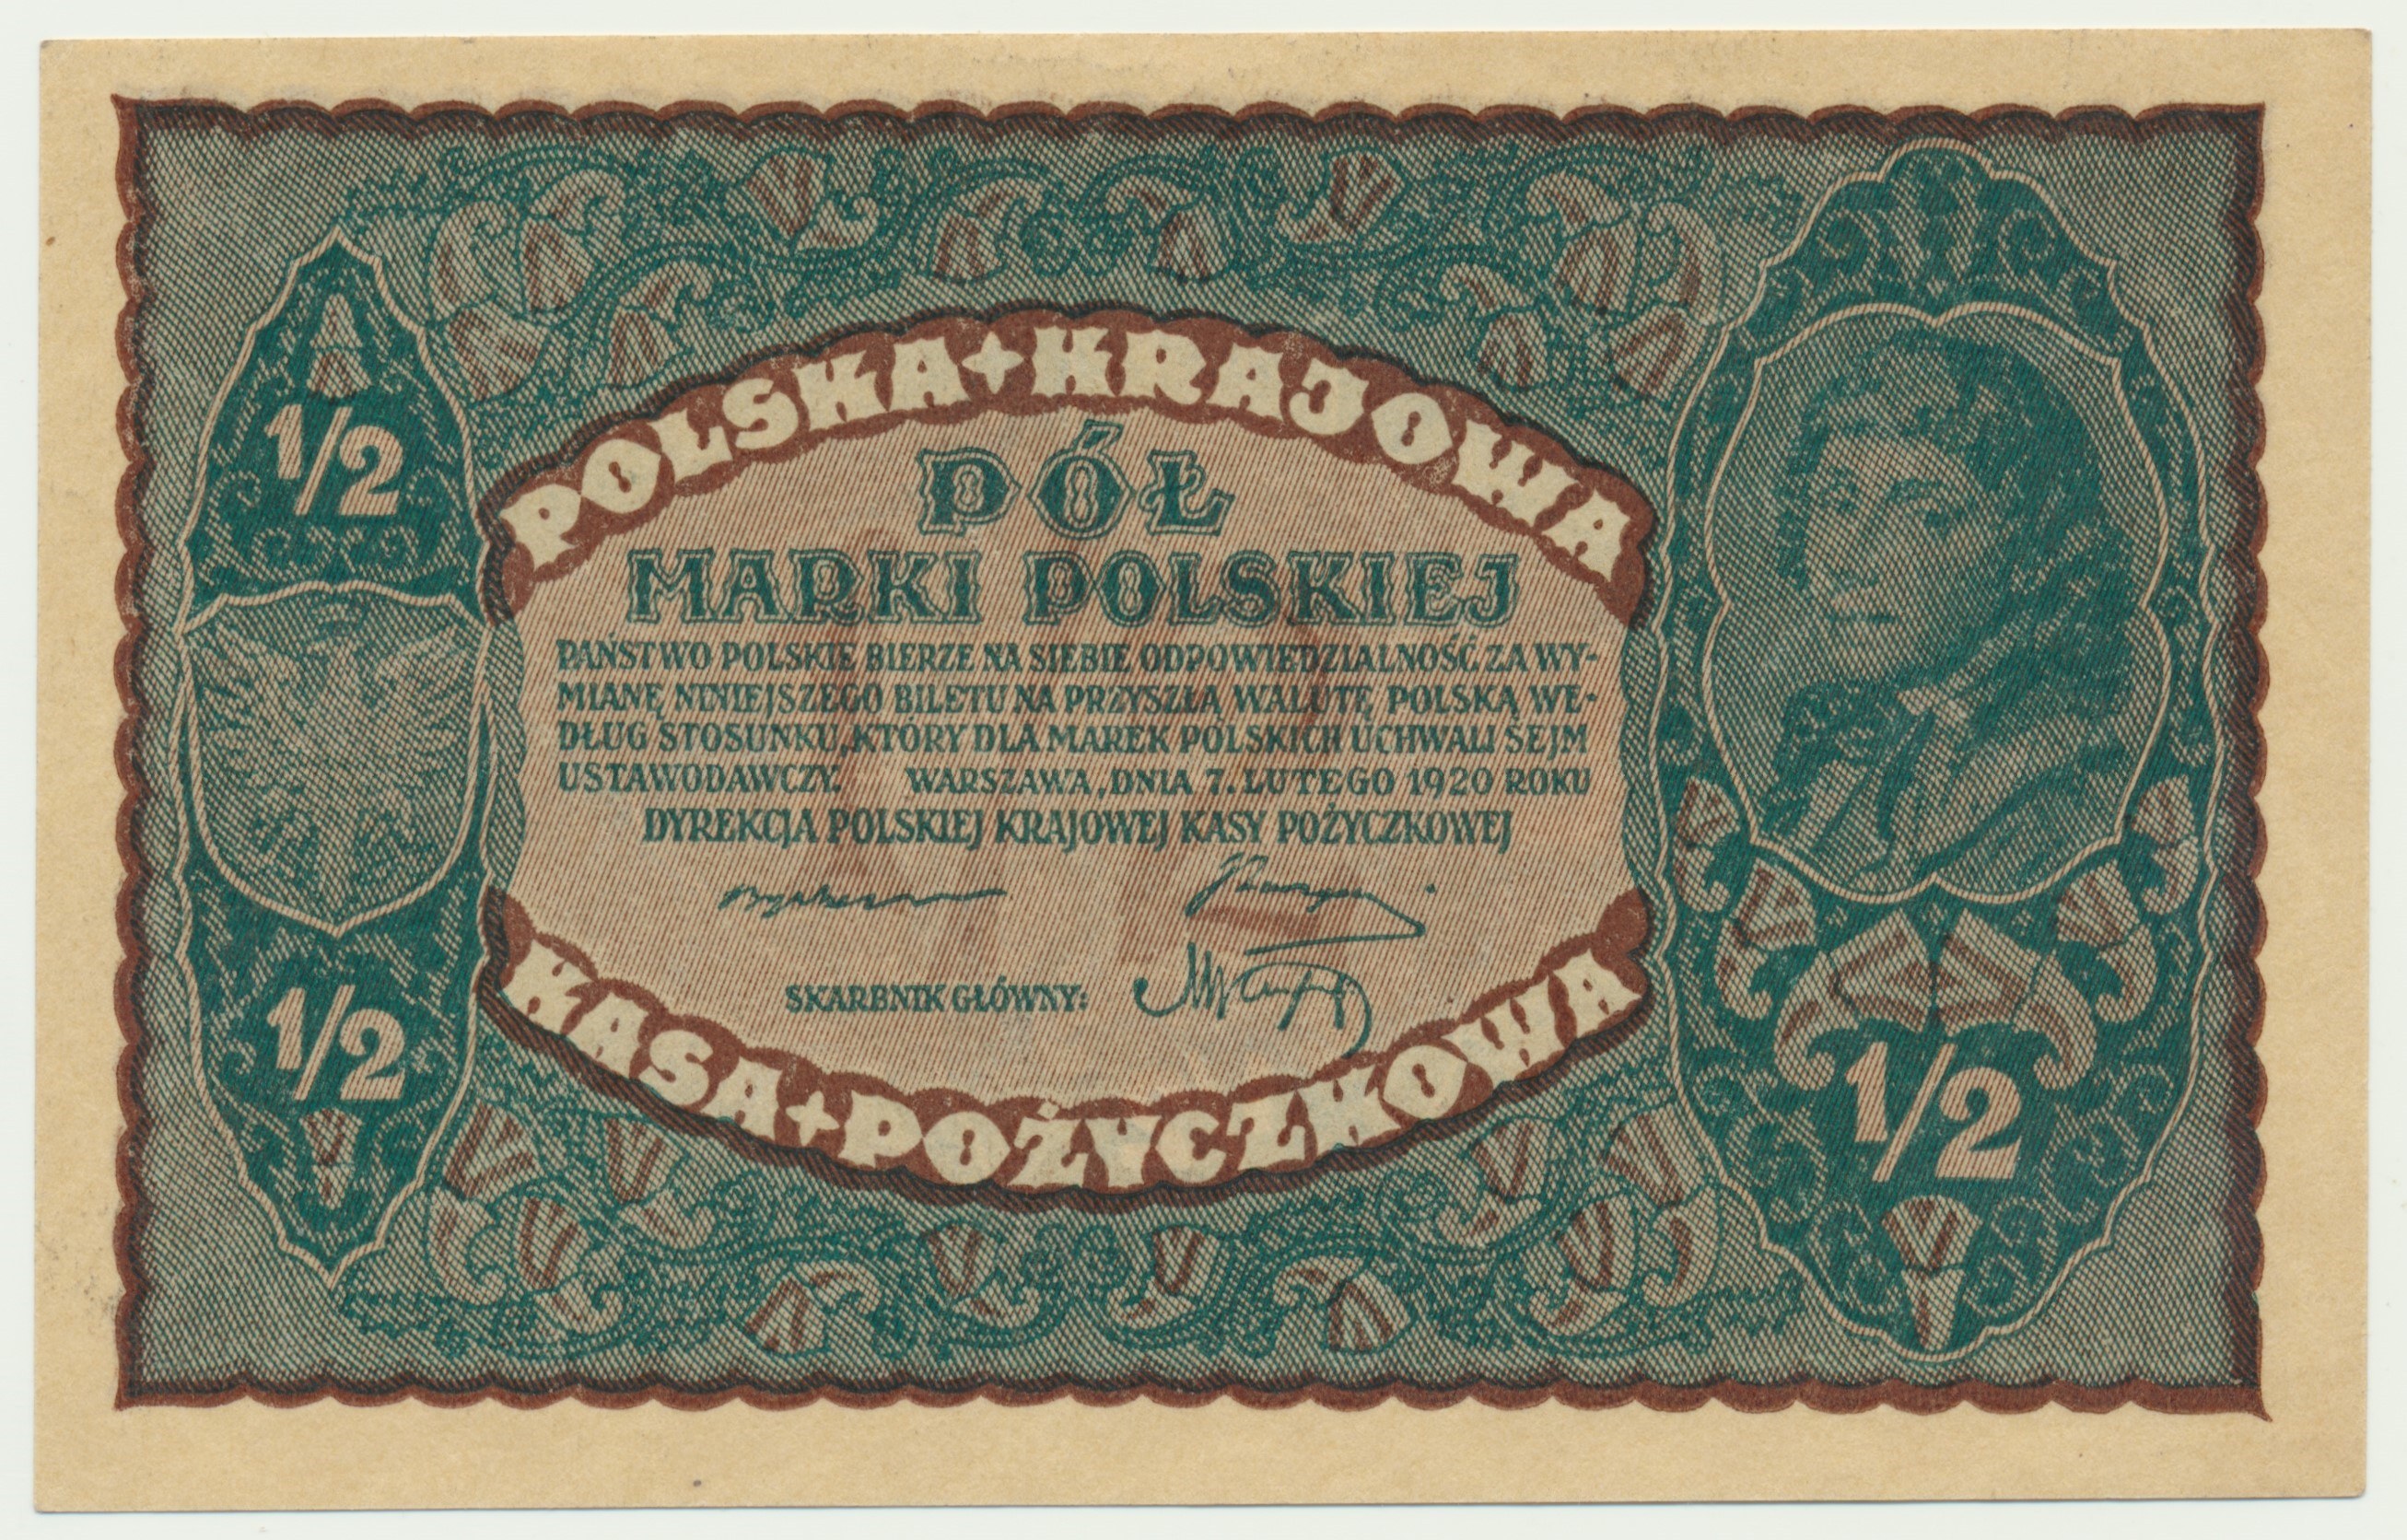 POLSKA + KRAJOWA
1/2
PÓŁ
MARKI POLSKIEJ
PAŃSTWO POLSKIE BIERZE NA SIEBIE ODPOWIEDZIALNOŚĆ ZA WY-
MIANĘ NINIEJSZEGO BILETU NA PRZYSZŁĄ WALUTĘ POLSKĄ WE-
DŁUG STOSUNKU, KTÓRY DLA MAREK POLSKICH UCHWALI SEJM
USTAWODAWCZY. WARSZAWA, DNIA 7. LUTEGO 1920 ROKU
DYREKCJA POLSKIEJ KRAJOWEJ KASY POŻYCZKOWEJ
SKARBNIK GŁÓWNY:
1/2
1/2
KASA + POŻYCZKOWA